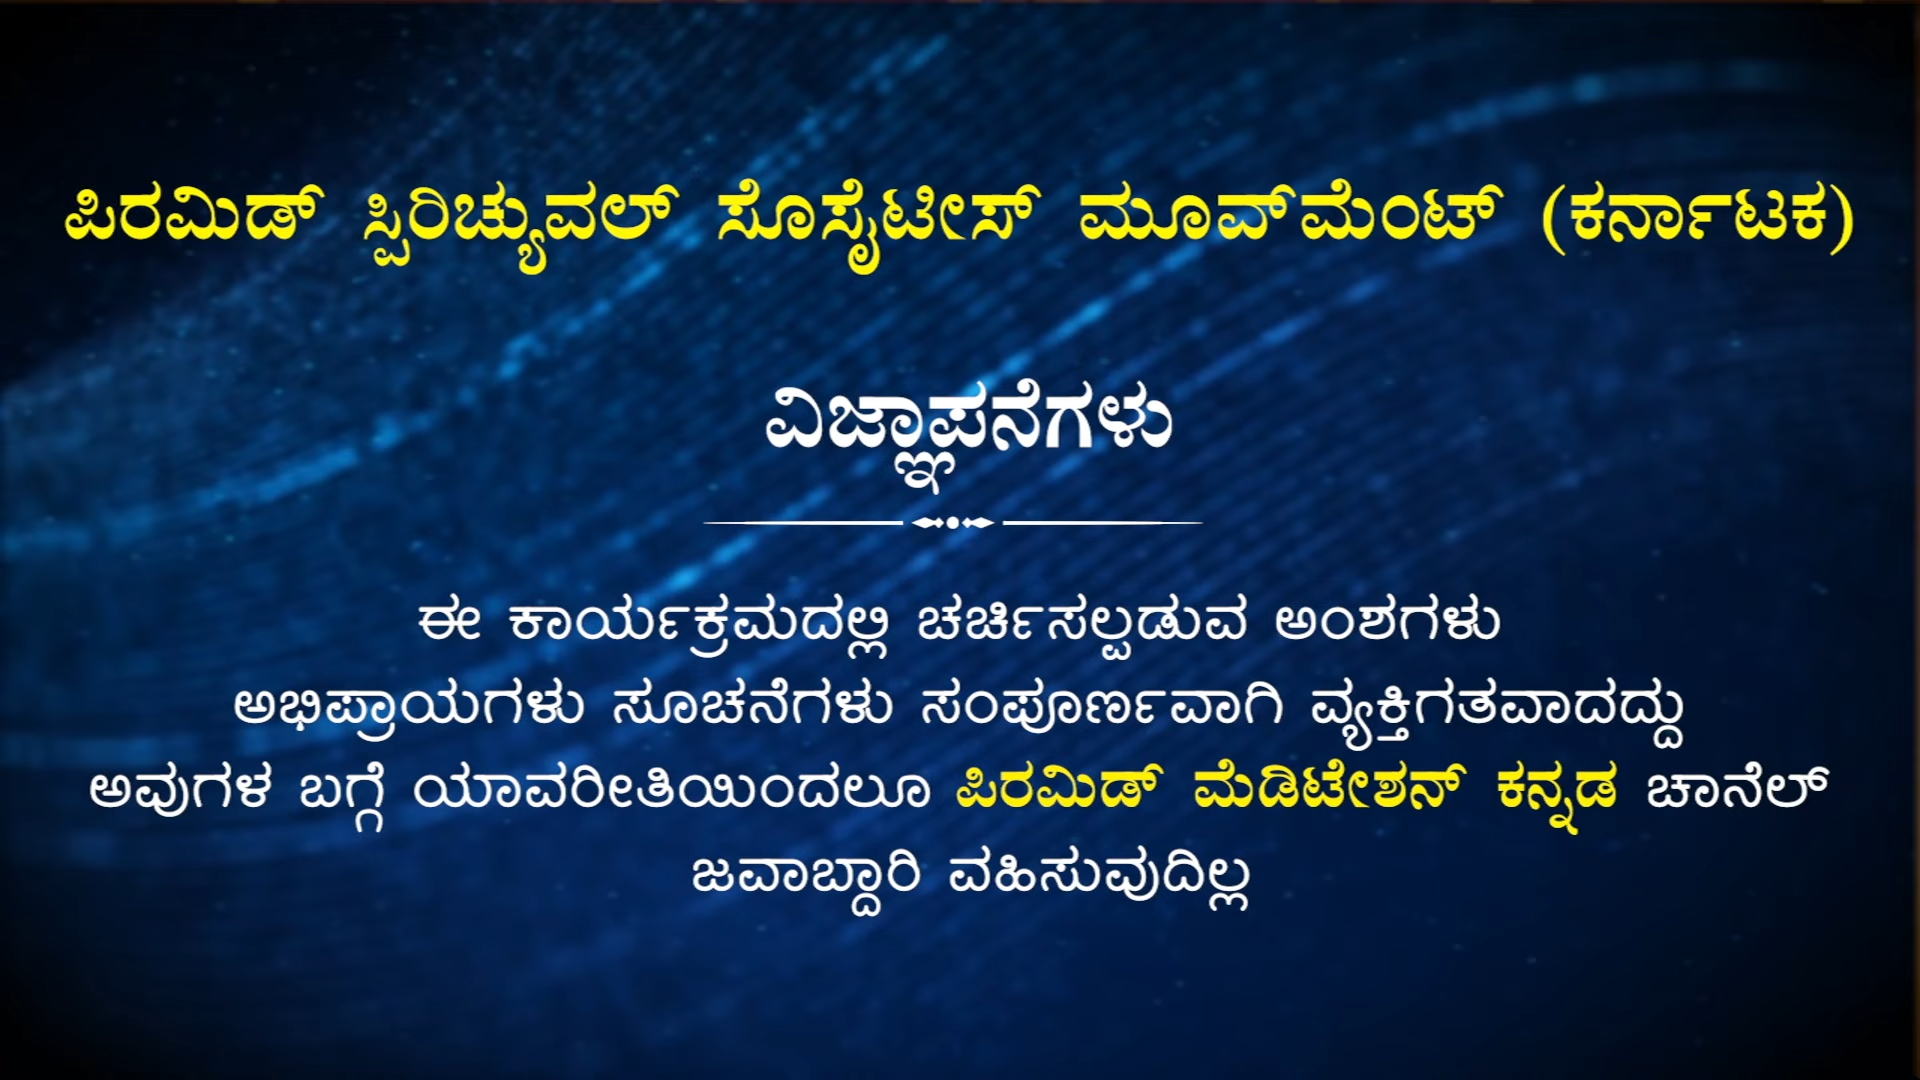 ಪಿರಮಿಡ್ ಸ್ಪಿರಿಚ್ಯುವಲ್ ಸೊಸೈಟೀಸ್ ಮೂವ್‌ಮೆಂಟ್ (ಕರ್ನಾಟಕ)
ವಿಜ್ಞಾಪನೆಗಳು
ಈ ಕಾರ್ಯಕ್ರಮದಲ್ಲಿ ಚರ್ಚಿಸಲ್ಪಡುವ ಅಂಶಗಳು
ಅಭಿಪ್ರಾಯಗಳು ಸೂಚನೆಗಳು ಸಂಪೂರ್ಣವಾಗಿ ವ್ಯಕ್ತಿಗತವಾದದ್ದು
ಅವುಗಳ ಬಗ್ಗೆ ಯಾವರೀತಿಯಿಂದಲೂ ಪಿರಮಿಡ್ ಮೆಡಿಟೇಶನ್ ಕನ್ನಡ ಚಾನೆಲ್
ಜವಾಬ್ದಾರಿ ವಹಿಸುವುದಿಲ್ಲ